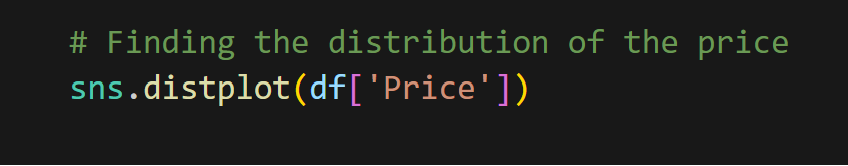 # Finding the distribution of the price
sns.distplot(df['Price'])